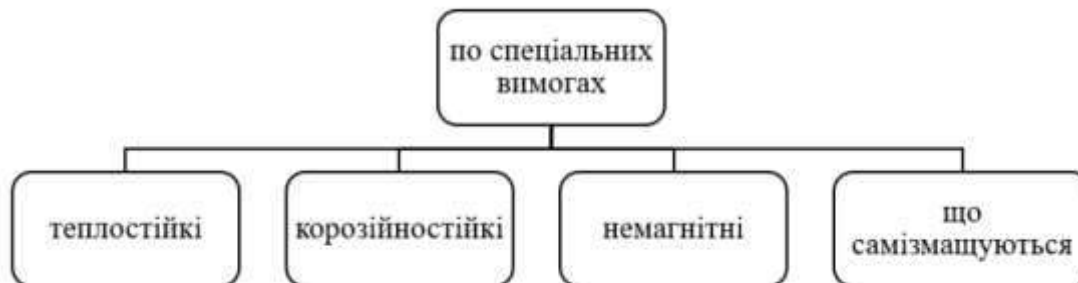 по спеціальних
вимогах
теплостійкі
корозійностійкі
немагнітні
що
самізмащуються